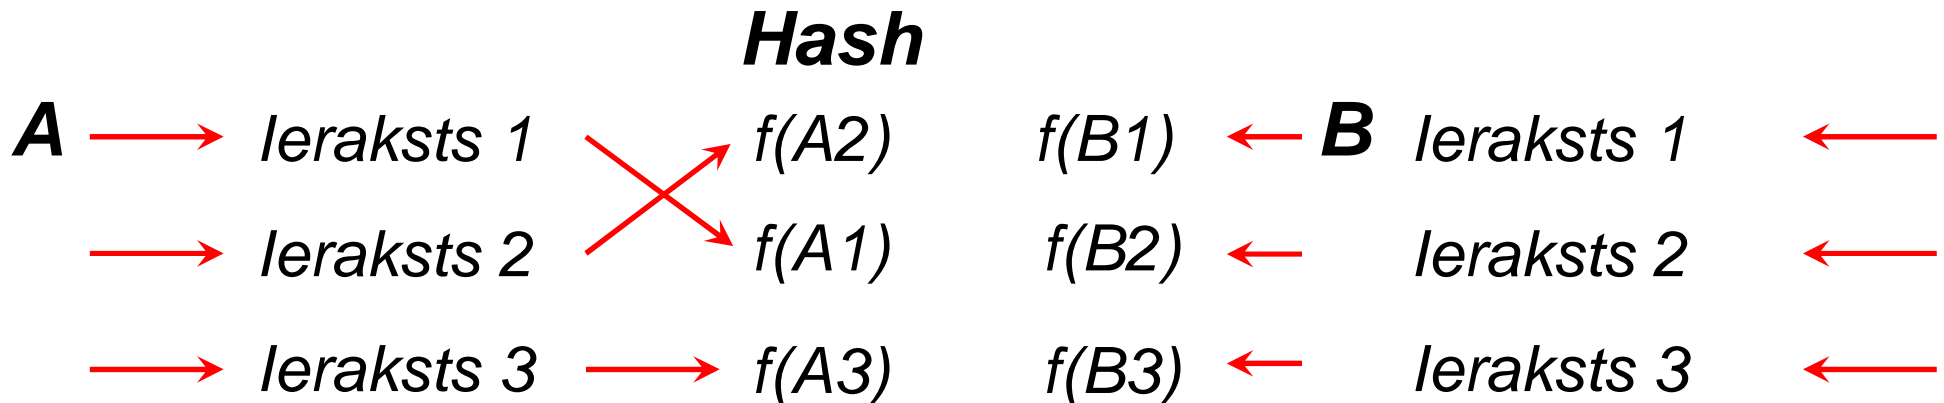 Hash
A Ieraksts 1 f(A2) f(B1) B Ieraksts 1
Ieraksts 2 f(A1) f(B2) Ieraksts 2
Ieraksts 3 f(A3) f(B3) Ieraksts 3